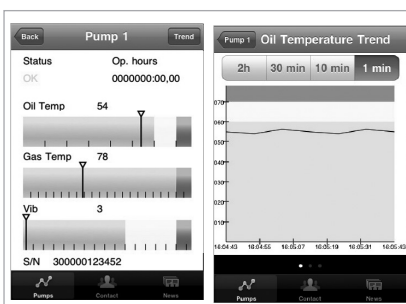 Back
Pump 1
Trend
Status
Op. hours
OK
0000000:00,00
Oil Temp
54
Gas Temp
78
Vib
3
S/N
300000123452
Pumps
Contact
News
Pump 1
Oil Temperature Trend
2h
30 min
10 min
1 min
070
060
050
040
030
020
010
16:04:43
16:04:55
16:05:07
16:05:19
16:05:31
16:05:43
Pumps
Contact
News